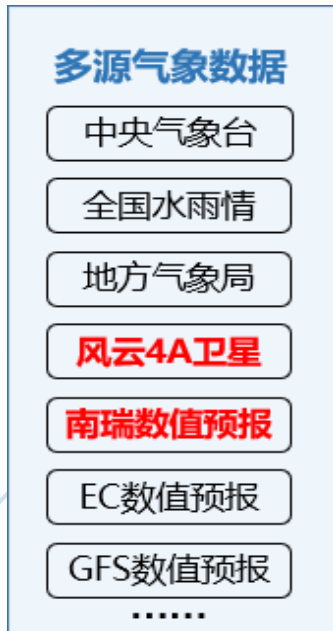 多源气象数据
中央气象台
全国水雨情
地方气象局
风云4A卫星
南瑞数值预报
EC数值预报
GFS数值预报
……